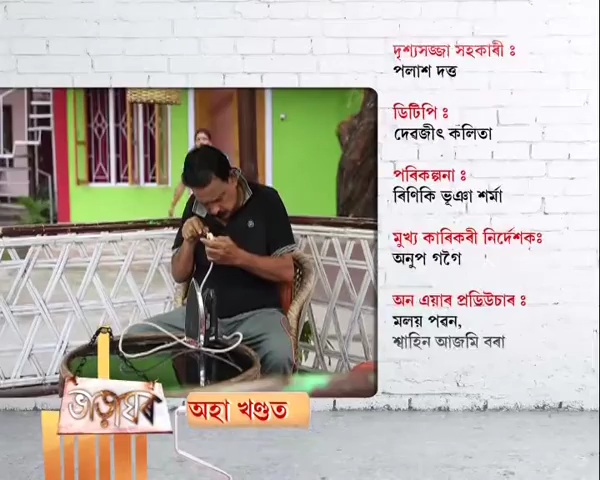 দৃশ্যসজ্জা সহকাৰী :
পলাশ দত্ত
ডিটিপি :
দেৱজীৎ কলিতা
পৰিকল্পনা :
ৰিণিকি ভূঞা শৰ্মা
মুখ্য কাৰিকৰী নিৰ্দেশকঃ
অনুপ গগৈ
অন এয়াৰ প্ৰডিউচাৰ :
মলয় পৱন,
শ্বাহিন আজমি বৰা
ভাড়াঘৰ
অহা খণ্ডত